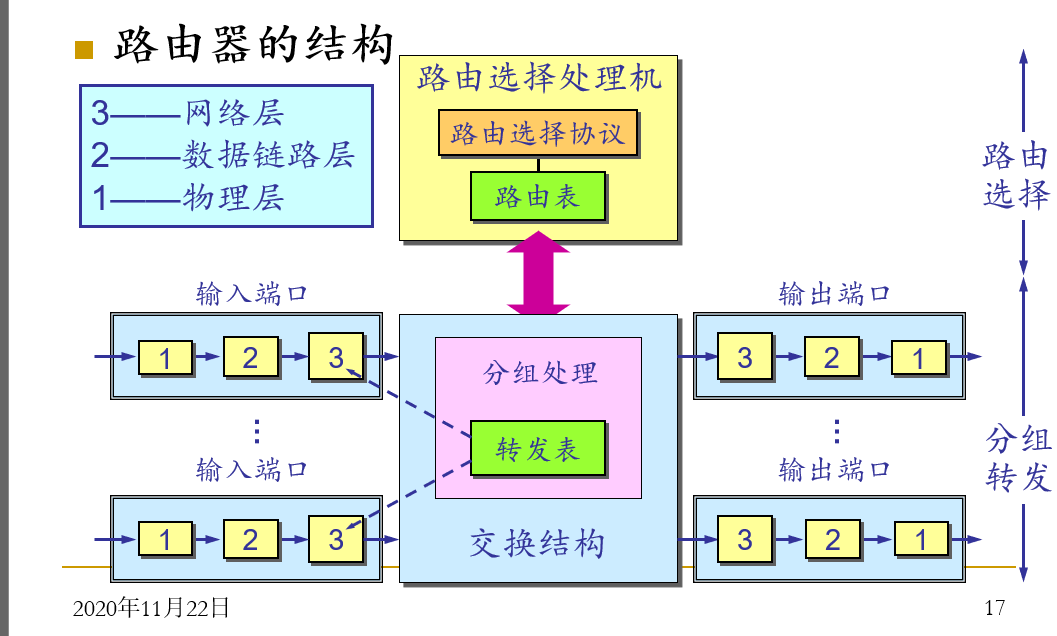 路由器的结构
3——网络层
2——数据链路层
1——物理层
路由选择处理机
路由选择协议
路由表
路由
选择
输入端口
1 2 3
⋮
输入端口
1 2 3
分组处理
转发表
交换结构
输出端口
3 2 1
⋮
输出端口
3 2 1
分组
转发
2020年11月22日
17